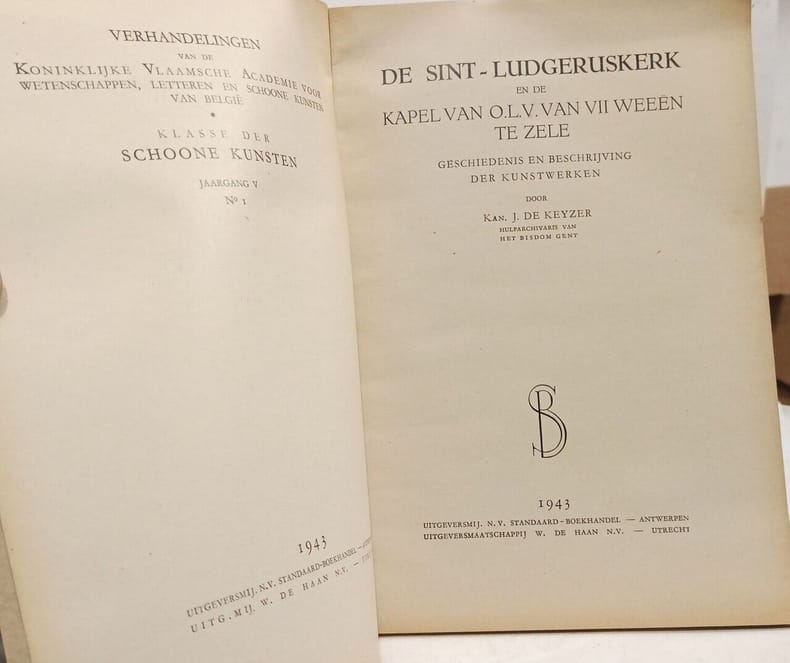 VERHANDELINGEN
VAN DE
KONINKLIJKE VLAAMSCHE ACADEMIE VOOR
WETENSCHAPPEN, LETTEREN EN SCHOONE KUNSTEN
VAN BELGIË
*
KLASSE DER
SCHOONE KUNSTEN
JAARGANG V
No 1
1943
UITGEVERSMIJ. N.V. STANDAARD-BOEKHANDEL —
UITG. MIJ. W. DE HAAN N.V. —
DE SINT-LUDGERUSKERK
EN DE
KAPEL VAN O.L.V. VAN VII WEEËN
TE ZELE
GESCHIEDENIS EN BESCHRIJVING
DER KUNSTWERKEN
DOOR
KAN. J. DE KEYZER
HULPARCHIVARIS VAN
HET BISDOM GENT
SB
1943
UITGEVERSMIJ. N.V. STANDAARD-BOEKHANDEL — ANTWERPEN
UITGEVERSMAATSCHAPPIJ W. DE HAAN N.V. — UTRECHT